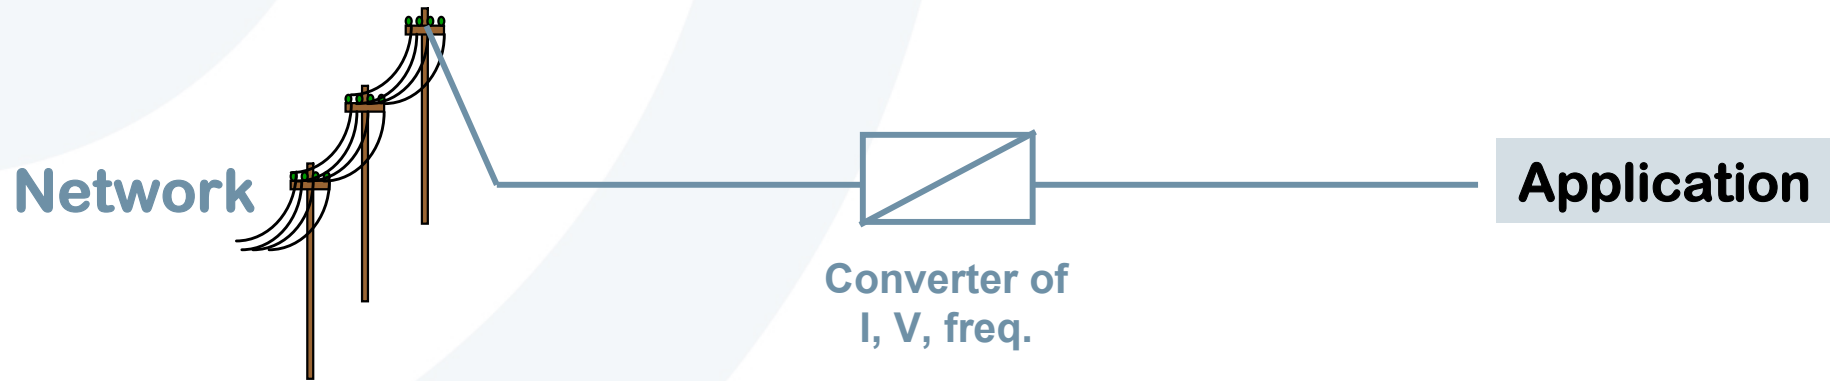 Network
Application
Converter of
I, V, freq.